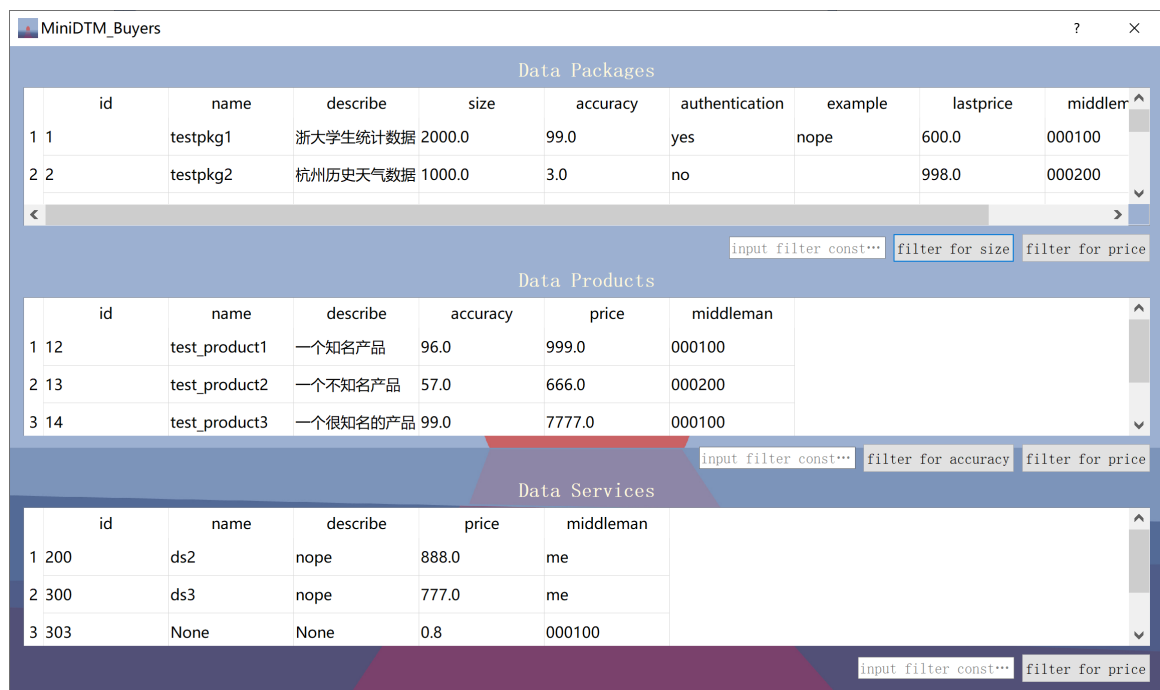 MiniDTM_Buyers ?
Data Packages
id name describe size accuracy authentication example lastprice middlem
1 1 testpkg1 浙大学生统计数据 2000.0 99.0 yes nope 600.0 000100
2 2 testpkg2 杭州历史天气数据 1000.0 3.0 no 998.0 000200
input filter const··· filter for size filter for price
Data Products
id name describe accuracy price middleman
1 12 test_product1 一个知名产品 96.0 999.0 000100
2 13 test_product2 一个不知名产品 57.0 666.0 000200
3 14 test_product3 一个很知名的产品 99.0 7777.0 000100
input filter const··· filter for accuracy filter for price
Data Services
id name describe price middleman
1 200 ds2 nope 888.0 me
2 300 ds3 nope 777.0 me
3 303 None None 0.8 000100
input filter const··· filter for price